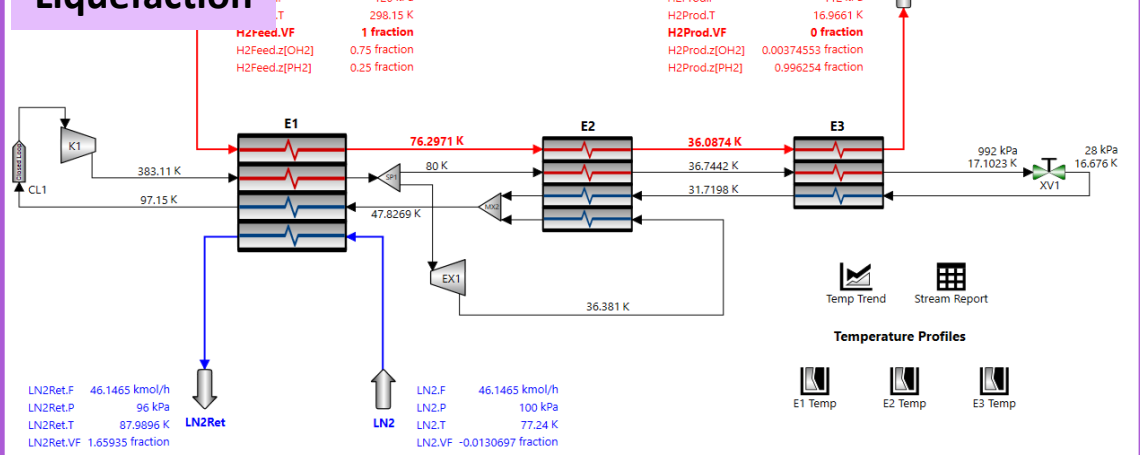 Liquefaction
298.15 K
H2Feed.VF 1 fraction
H2Feed.z[OH2] 0.75 fraction
H2Feed.z[PH2] 0.25 fraction
H2Prod.T 16.9661 K
H2Prod.VF 0 fraction
H2Prod.z[OH2] 0.00374553 fraction
H2Prod.z[PH2] 0.996254 fraction
E1
E2
E3
K1
Closed Loop
CL1
383.11 K
97.15 K
76.2971 K
SP1
80 K
47.8269 K
MX2
36.0874 K
36.7442 K
31.7198 K
992 kPa
17.1023 K
28 kPa
16.676 K
XV1
EX1
36.381 K
Temp Trend
Stream Report
Temperature Profiles
E1 Temp
E2 Temp
E3 Temp
LN2Ret.F 46.1465 kmol/h
LN2Ret.P 96 kPa
LN2Ret.T 87.9896 K
LN2Ret.VF 1.65935 fraction
LN2Ret
LN2
LN2.F 46.1465 kmol/h
LN2.P 100 kPa
LN2.T 77.24 K
LN2.VF -0.0130697 fraction